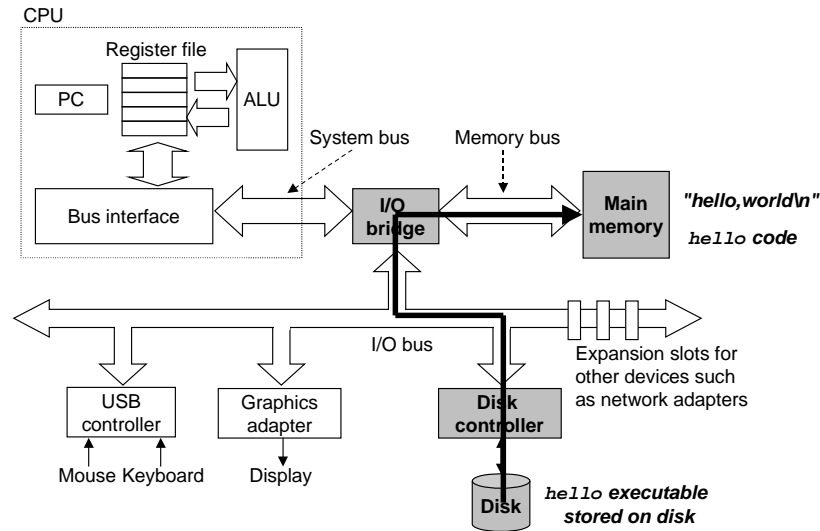 CPU
Register file
PC
ALU
System bus
Memory bus
Bus interface
I/O
bridge
Main
memory
"hello,world\n"
hello code
I/O bus
Expansion slots for
other devices such
as network adapters
USB
controller
Graphics
adapter
Disk
controller
Mouse Keyboard
Display
Disk
hello executable
stored on disk